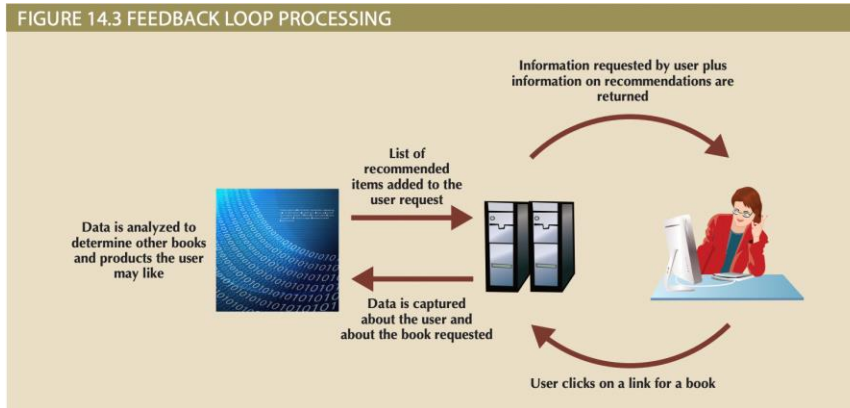 FIGURE 14.3 FEEDBACK LOOP PROCESSING
Information requested by user plus
information on recommendations are
returned
List of
recommended
items added to the
user request
Data is analyzed to
determine other books
and products the user
may like
Data is captured
about the user and
about the book requested
User clicks on a link for a book